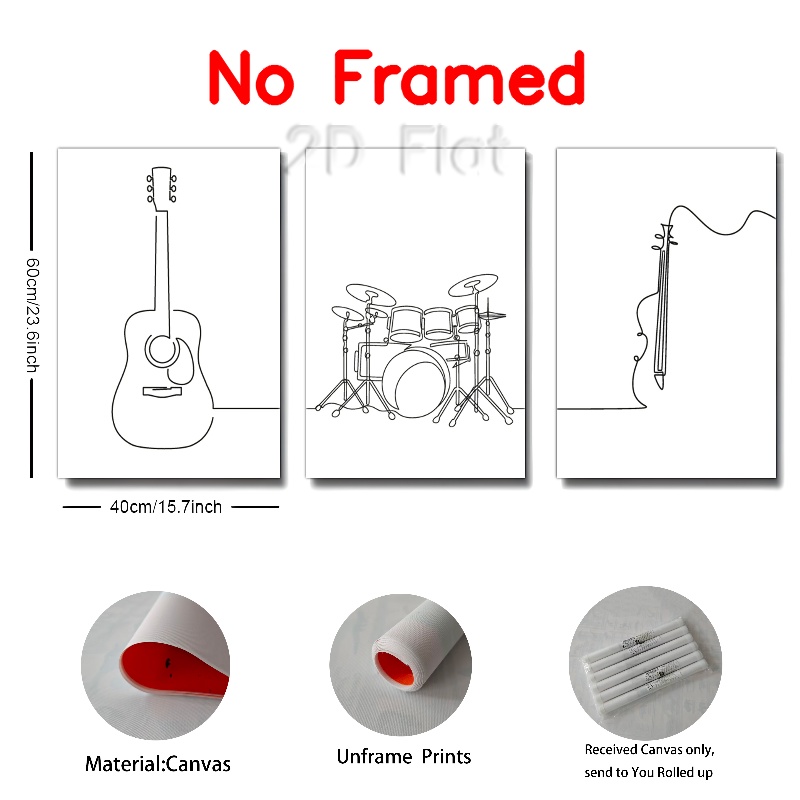 No Framed
2D Flat
60cm/23.6inch
40cm/15.7inch
Material:Canvas
Unframe Prints
Received Canvas only,
send to You Rolled up